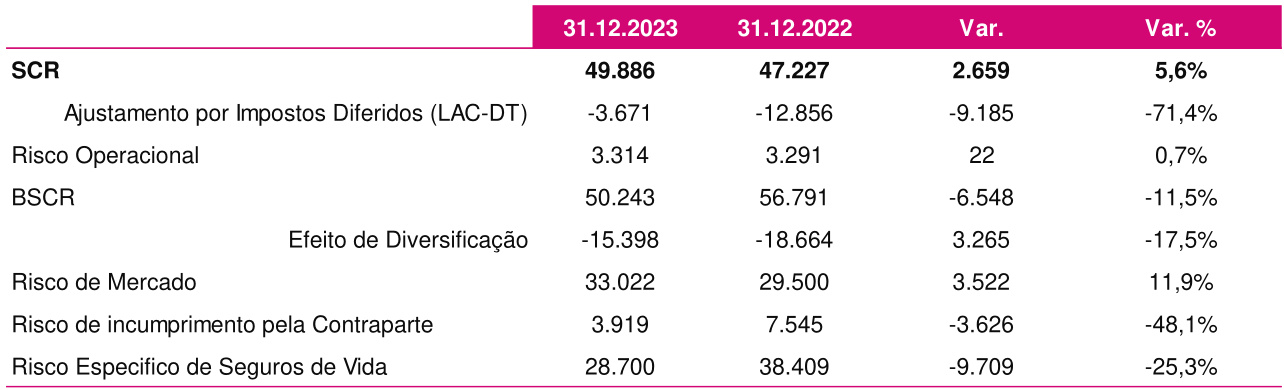 31.12.2023 31.12.2022 Var. Var. %
SCR 49.886 47.227 2.659 5,6%
Ajustamento por Impostos Diferidos (LAC-DT) -3.671 -12.856 -9.185 -71,4%
Risco Operacional 3.314 3.291 22 0,7%
BSCR 50.243 56.791 -6.548 -11,5%
Efeito de Diversificação -15.398 -18.664 3.265 -17,5%
Risco de Mercado 33.022 29.500 3.522 11,9%
Risco de incumprimento pela Contraparte 3.919 7.545 -3.626 -48,1%
Risco Especifico de Seguros de Vida 28.700 38.409 -9.709 -25,3%